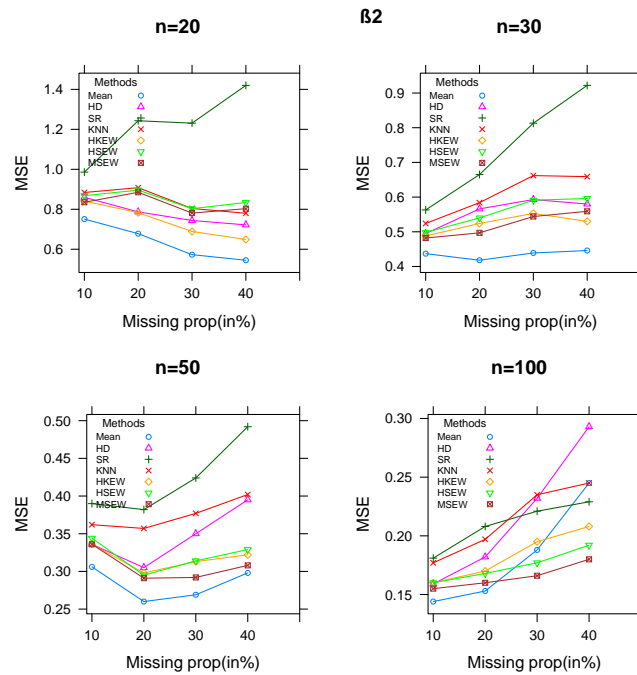 ß2
n=20
MSE
1.4
1.2
1.0
0.8
0.6
Methods
Mean
HD
SR
KNN
HKEW
HSEW
MSEW
10 20 30 40
Missing prop(in%)
n=30
MSE
0.9
0.8
0.7
0.6
0.5
0.4
Methods
Mean
HD
SR
KNN
HKEW
HSEW
MSEW
10 20 30 40
Missing prop(in%)
n=50
MSE
0.50
0.45
0.40
0.35
0.30
0.25
Methods
Mean
HD
SR
KNN
HKEW
HSEW
MSEW
10 20 30 40
Missing prop(in%)
n=100
MSE
0.30
0.25
0.20
0.15
Methods
Mean
HD
SR
KNN
HKEW
HSEW
MSEW
10 20 30 40
Missing prop(in%)